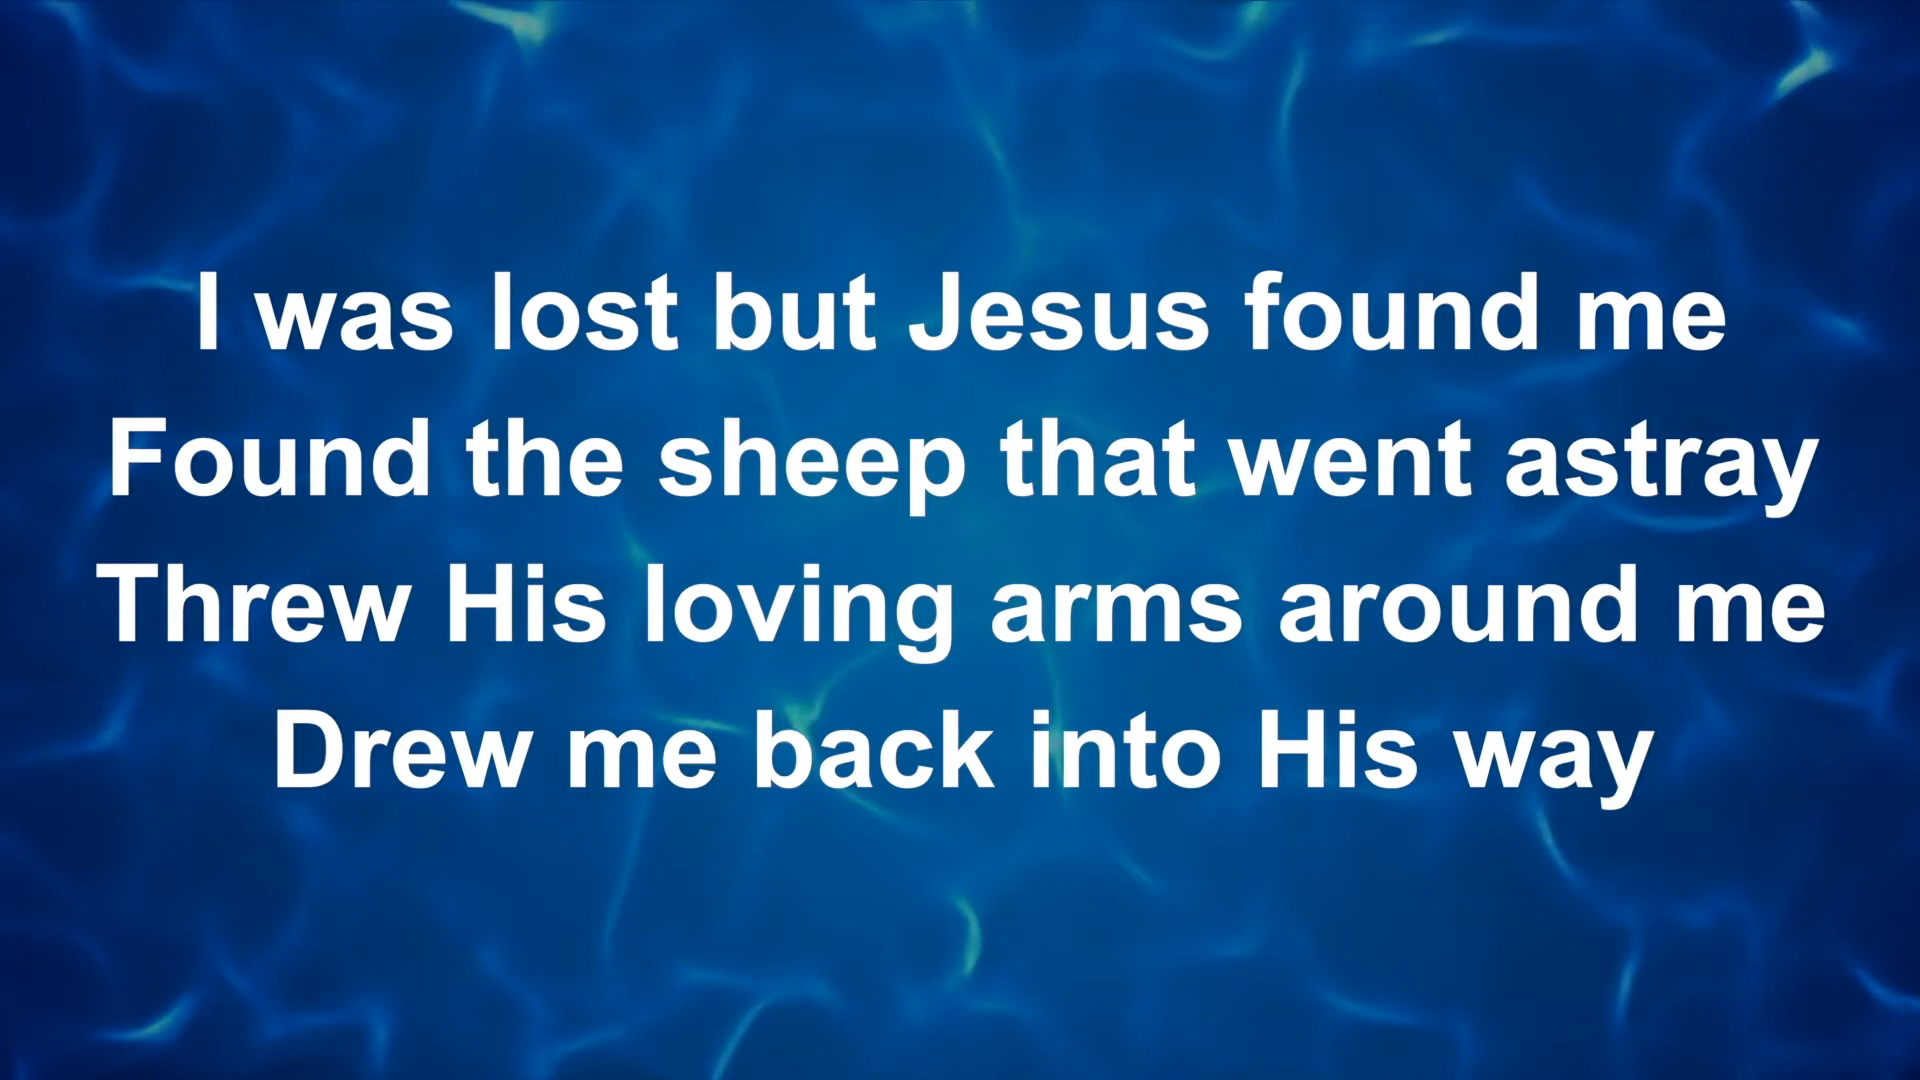 I was lost but Jesus found me
Found the sheep that went astray
Threw His loving arms around me
Drew me back into His way